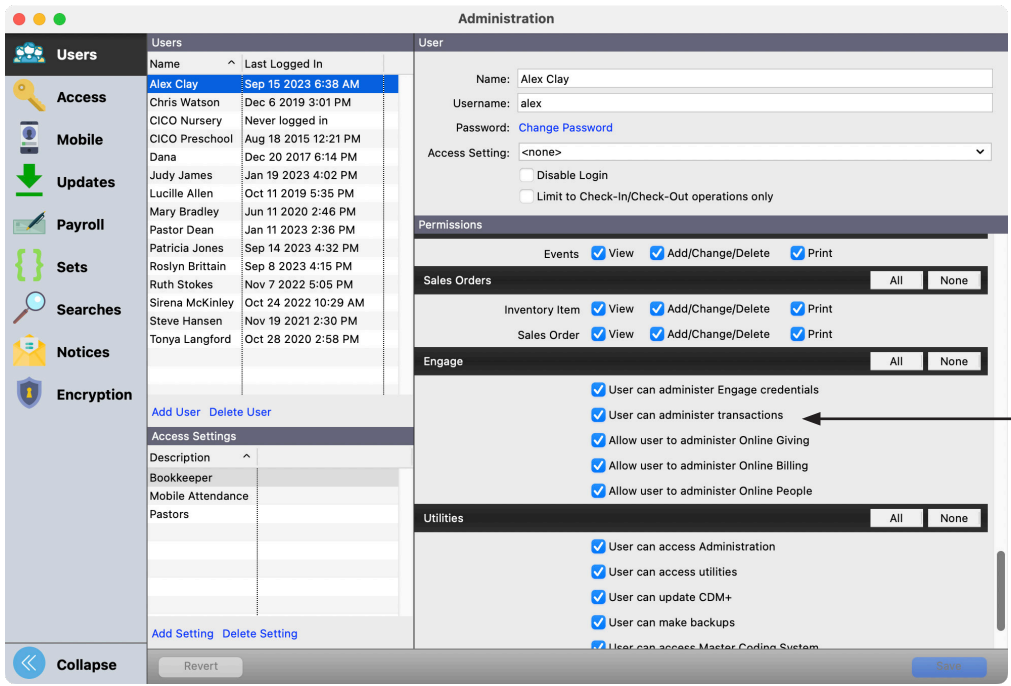 Administration
Users
Access
Mobile
Updates
Payroll
Sets
Searches
Notices
Encryption
Collapse
Users
Name Last Logged In
Alex Clay Sep 15 2023 6:38 AM
Chris Watson Dec 6 2019 3:01 PM
CICO Nursery Never logged in
CICO Preschool Aug 18 2015 12:21 PM
Dana Dec 20 2017 6:14 PM
Judy James Jan 19 2023 4:02 PM
Lucille Allen Oct 11 2019 5:35 PM
Mary Bradley Jun 11 2020 2:46 PM
Pastor Dean Jan 11 2023 2:36 PM
Patricia Jones Sep 14 2023 4:32 PM
Roslyn Brittain Sep 8 2023 4:15 PM
Ruth Stokes Nov 7 2022 5:05 PM
Sirena McKinley Oct 24 2022 10:29 AM
Steve Hansen Nov 19 2021 2:30 PM
Tonya Langford Oct 28 2020 2:58 PM
Add User Delete User
Access Settings
Description
Bookkeeper
Mobile Attendance
Pastors
Add Setting Delete Setting
User
Name: Alex Clay
Username: alex
Password: Change Password
Access Setting: <none>
Disable Login
Limit to Check-In/Check-Out operations only
Permissions
Events View Add/Change/Delete Print
Sales Orders All None
Inventory Item View Add/Change/Delete Print
Sales Order View Add/Change/Delete Print
Engage All None
User can administer Engage credentials
User can administer transactions
Allow user to administer Online Giving
Allow user to administer Online Billing
Allow user to administer Online People
Utilities All None
User can access Administration
User can access utilities
User can update CDM+
User can make backups
User can access Master Coding System
Revert Save